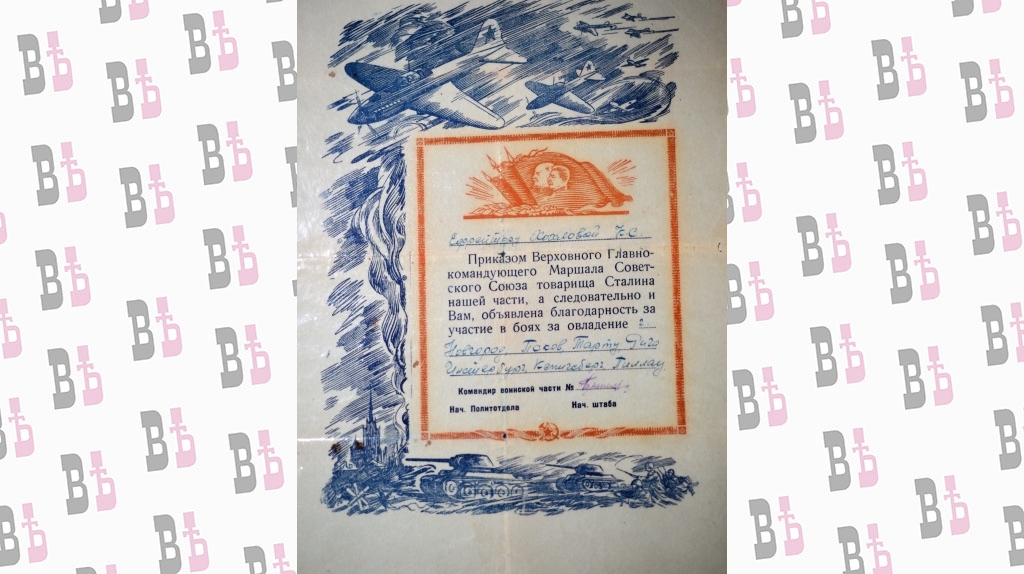 Ефрейтору Козловой К.С.
Приказом Верховного Главно-
командующего Маршала Совет-
ского Союза товарища Сталина
нашей части, а следовательно и
Вам, объявлена благодарность за
участие в боях за овладение г.
Новгород, Псков, Тарту, Рига
Инстербург, Кенигсберг, Пиллау
Командир воинской части №
Нач. Политотдела Нач. штаба